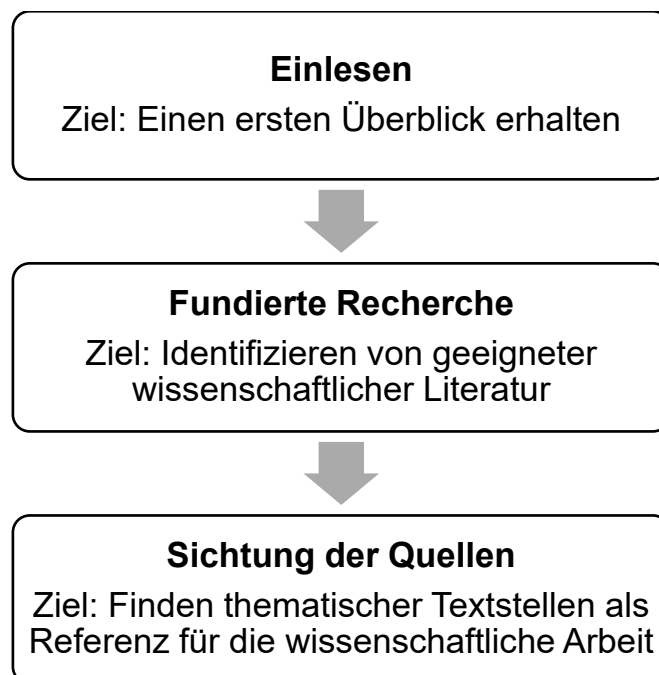 Einlesen
Ziel: Einen ersten Überblick erhalten
Fundierte Recherche
Ziel: Identifizieren von geeigneter
wissenschaftlicher Literatur
Sichtung der Quellen
Ziel: Finden thematischer Textstellen als
Referenz für die wissenschaftliche Arbeit